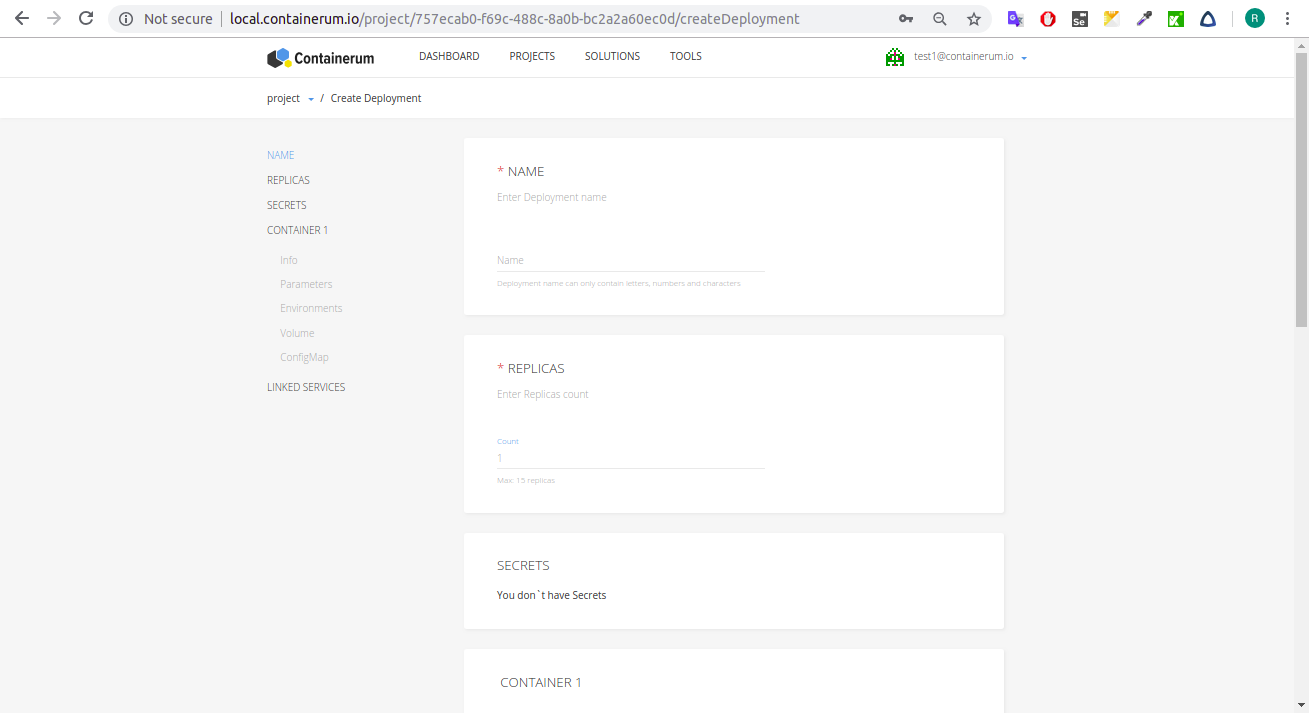 Not secure local.containerum.io/project/757ecab0-f69c-488c-8a0b-bc2a2a60ec0d/createDeployment Se R
Containerum DASHBOARD PROJECTS SOLUTIONS TOOLS test1@containerum.io
project / Create Deployment
NAME
REPLICAS
SECRETS
CONTAINER 1
Info
Parameters
Environments
Volume
ConfigMap
LINKED SERVICES
* NAME
Enter Deployment name
Name
Deployment name can only contain letters, numbers and characters
* REPLICAS
Enter Replicas count
Count
1
Max: 15 replicas
SECRETS
You don`t have Secrets
CONTAINER 1